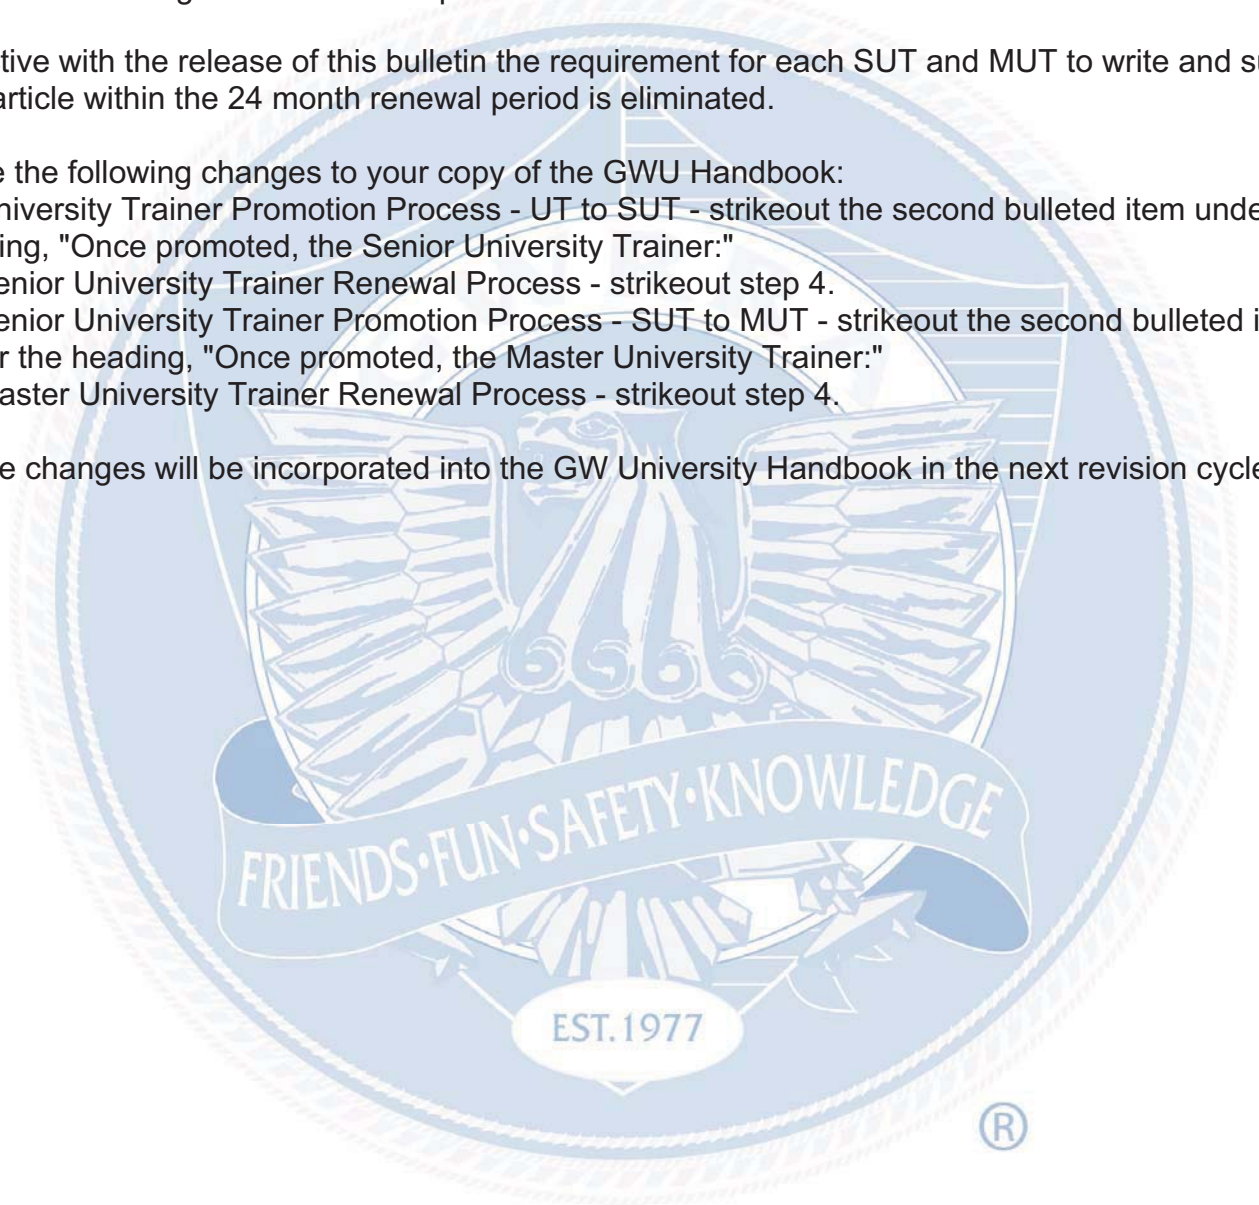 tive with the release of this bulletin the requirement for each SUT and MUT to write and su
article within the 24 month renewal period is eliminated.
e the following changes to your copy of the GWU Handbook:
niversity Trainer Promotion Process - UT to SUT - strikeout the second bulleted item unde
ing, "Once promoted, the Senior University Trainer:"
enior University Trainer Renewal Process - strikeout step 4.
enior University Trainer Promotion Process - SUT to MUT - strikeout the second bulleted i
r the heading, "Once promoted, the Master University Trainer:"
aster University Trainer Renewal Process - strikeout step 4.
e changes will be incorporated into the GW University Handbook in the next revision cycle
FRIENDS·FUN·SAFETY·KNOWLEDGE
EST. 1977
®